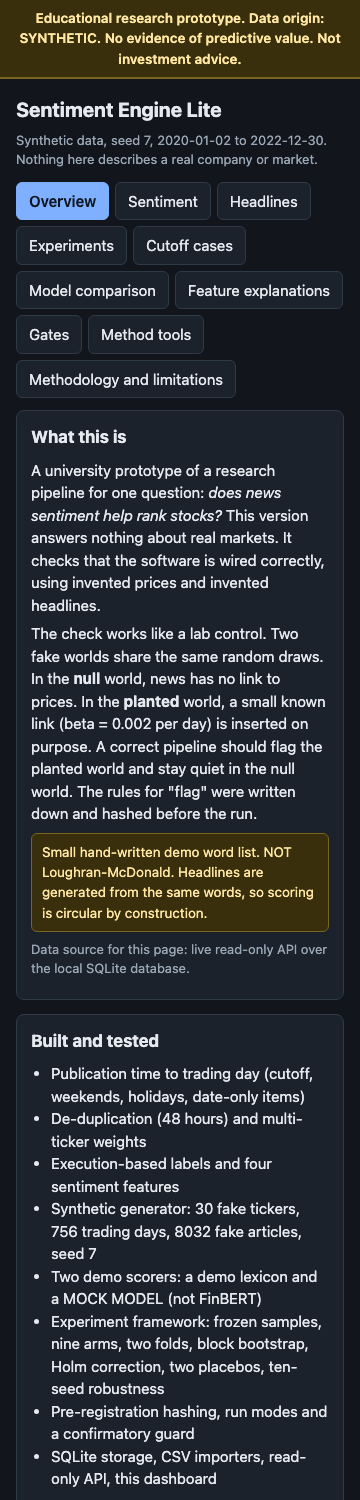 Educational research prototype. Data origin:
SYNTHETIC. No evidence of predictive value. Not
investment advice.
Sentiment Engine Lite
Synthetic data, seed 7, 2020-01-02 to 2022-12-30.
Nothing here describes a real company or market.
Overview
Sentiment
Headlines
Experiments
Cutoff cases
Model comparison
Feature explanations
Gates
Method tools
Methodology and limitations
What this is
A university prototype of a research
pipeline for one question: does news
sentiment help rank stocks? This version
answers nothing about real markets. It
checks that the software is wired correctly,
using invented prices and invented
headlines.
The check works like a lab control. Two
fake worlds share the same random draws.
In the null world, news has no link to
prices. In the planted world, a small known
link (beta = 0.002 per day) is inserted on
purpose. A correct pipeline should flag the
planted world and stay quiet in the null
world. The rules for "flag" were written
down and hashed before the run.
Small hand-written demo word list. NOT
Loughran-McDonald. Headlines are
generated from the same words, so scoring
is circular by construction.
Data source for this page: live read-only API over
the local SQLite database.
Built and tested
• Publication time to trading day (cutoff,
weekends, holidays, date-only items)
• De-duplication (48 hours) and multi-
ticker weights
• Execution-based labels and four
sentiment features
• Synthetic generator: 30 fake tickers,
756 trading days, 8032 fake articles,
seed 7
• Two demo scorers: a demo lexicon and
a MOCK MODEL (not FinBERT)
• Experiment framework: frozen samples,
nine arms, two folds, block bootstrap,
Holm correction, two placebos, ten-
seed robustness
• Pre-registration hashing, run modes and
a confirmatory guard
• SQLite storage, CSV importers, read-
only API, this dashboard